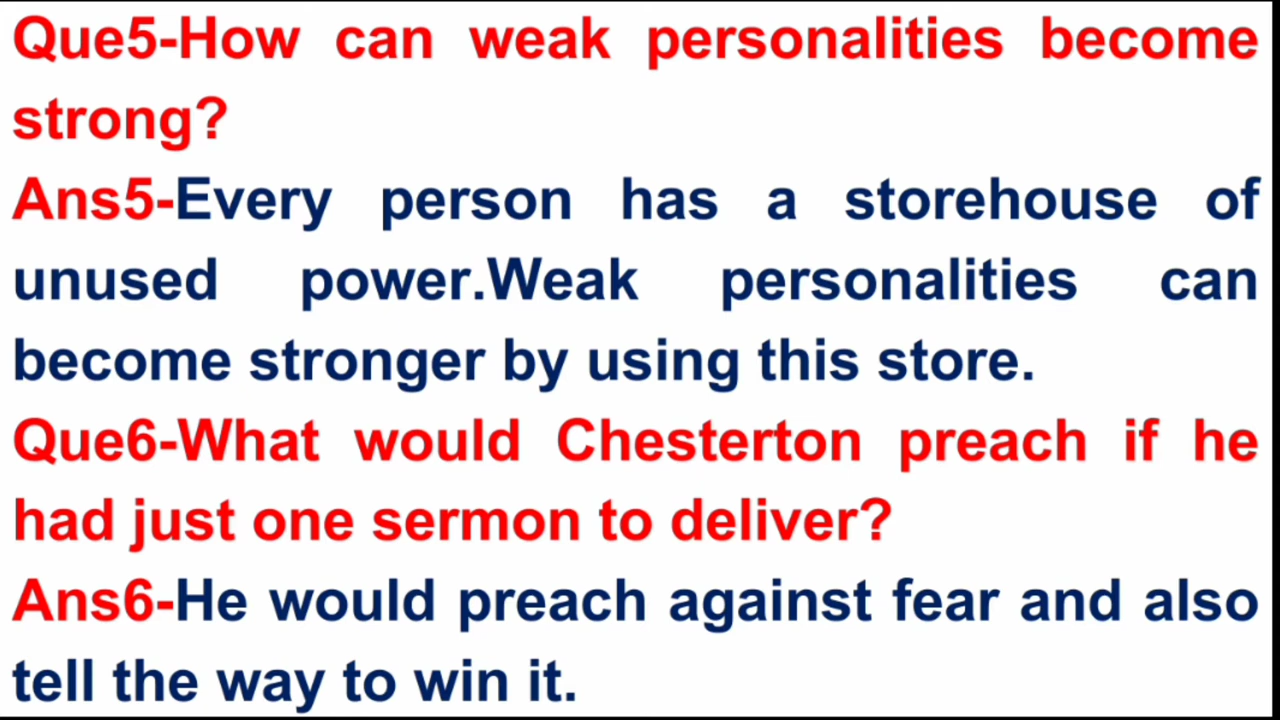 Que5-How can weak personalities become
strong?
Ans5-Every person has a storehouse of
unused power.Weak personalities can
become stronger by using this store.
Que6-What would Chesterton preach if he
had just one sermon to deliver?
Ans6-He would preach against fear and also
tell the way to win it.